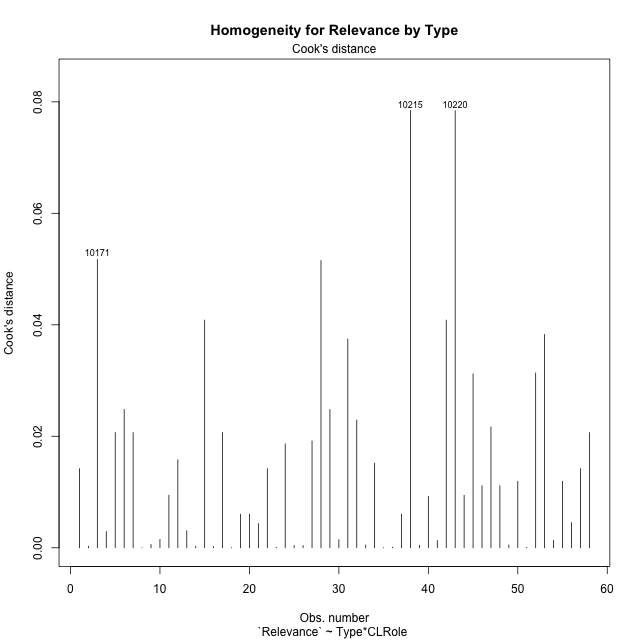 Homogeneity for Relevance by Type
Cook's distance
10215 10220
10171
Cook's distance
0.08
0.06
0.04
0.02
0.00
0 10 20 30 40 50 60
Obs. number
`Relevance` ~ Type*CLRole